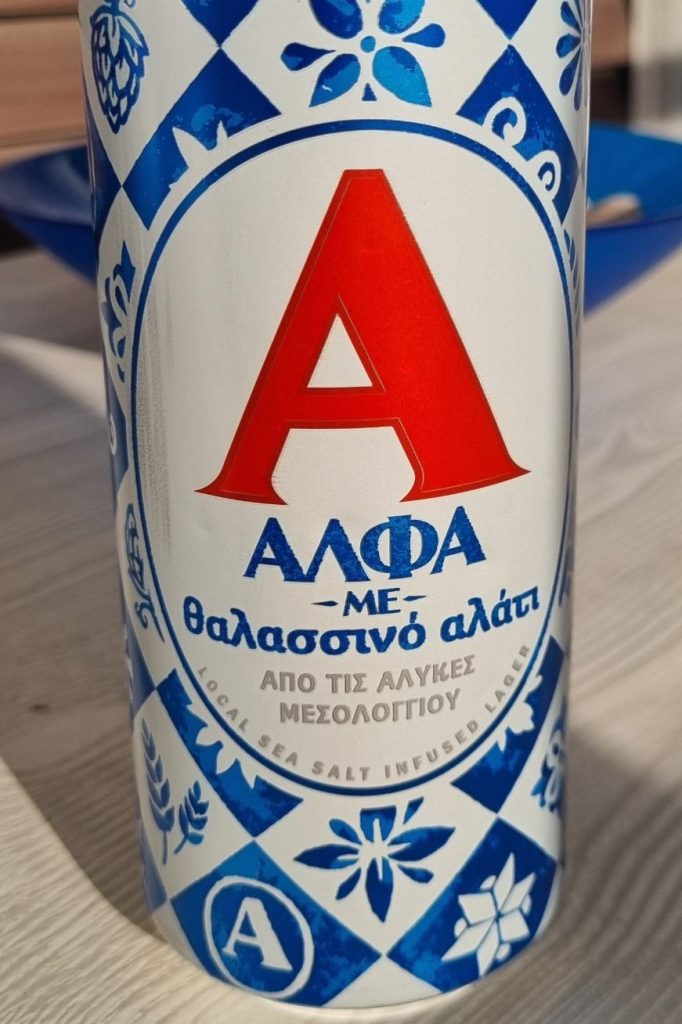 Α
ΑΛΦΑ
-ΜΕ-
θαλασσινό αλάτι
ΑΠΟ ΤΙΣ ΑΛΥΚΕΣ
ΜΕΣΟΛΟΓΓΙΟΥ
LOCAL SEA SALT INFUSED LAGER
Α